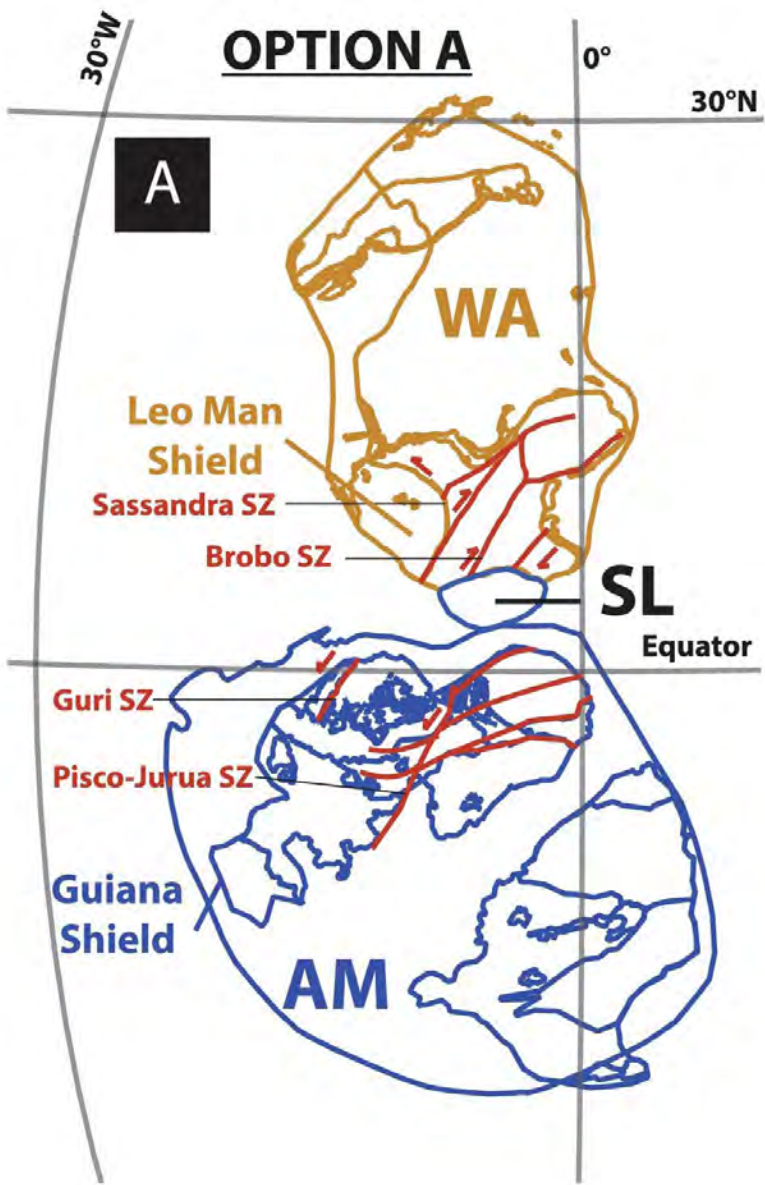 30°W
OPTION A
0°
30°N
A
WA
Leo Man
Shield
Sassandra SZ
Brobo SZ
SL
Equator
Guri SZ
Pisco-Jurua SZ
Guiana
Shield
AM